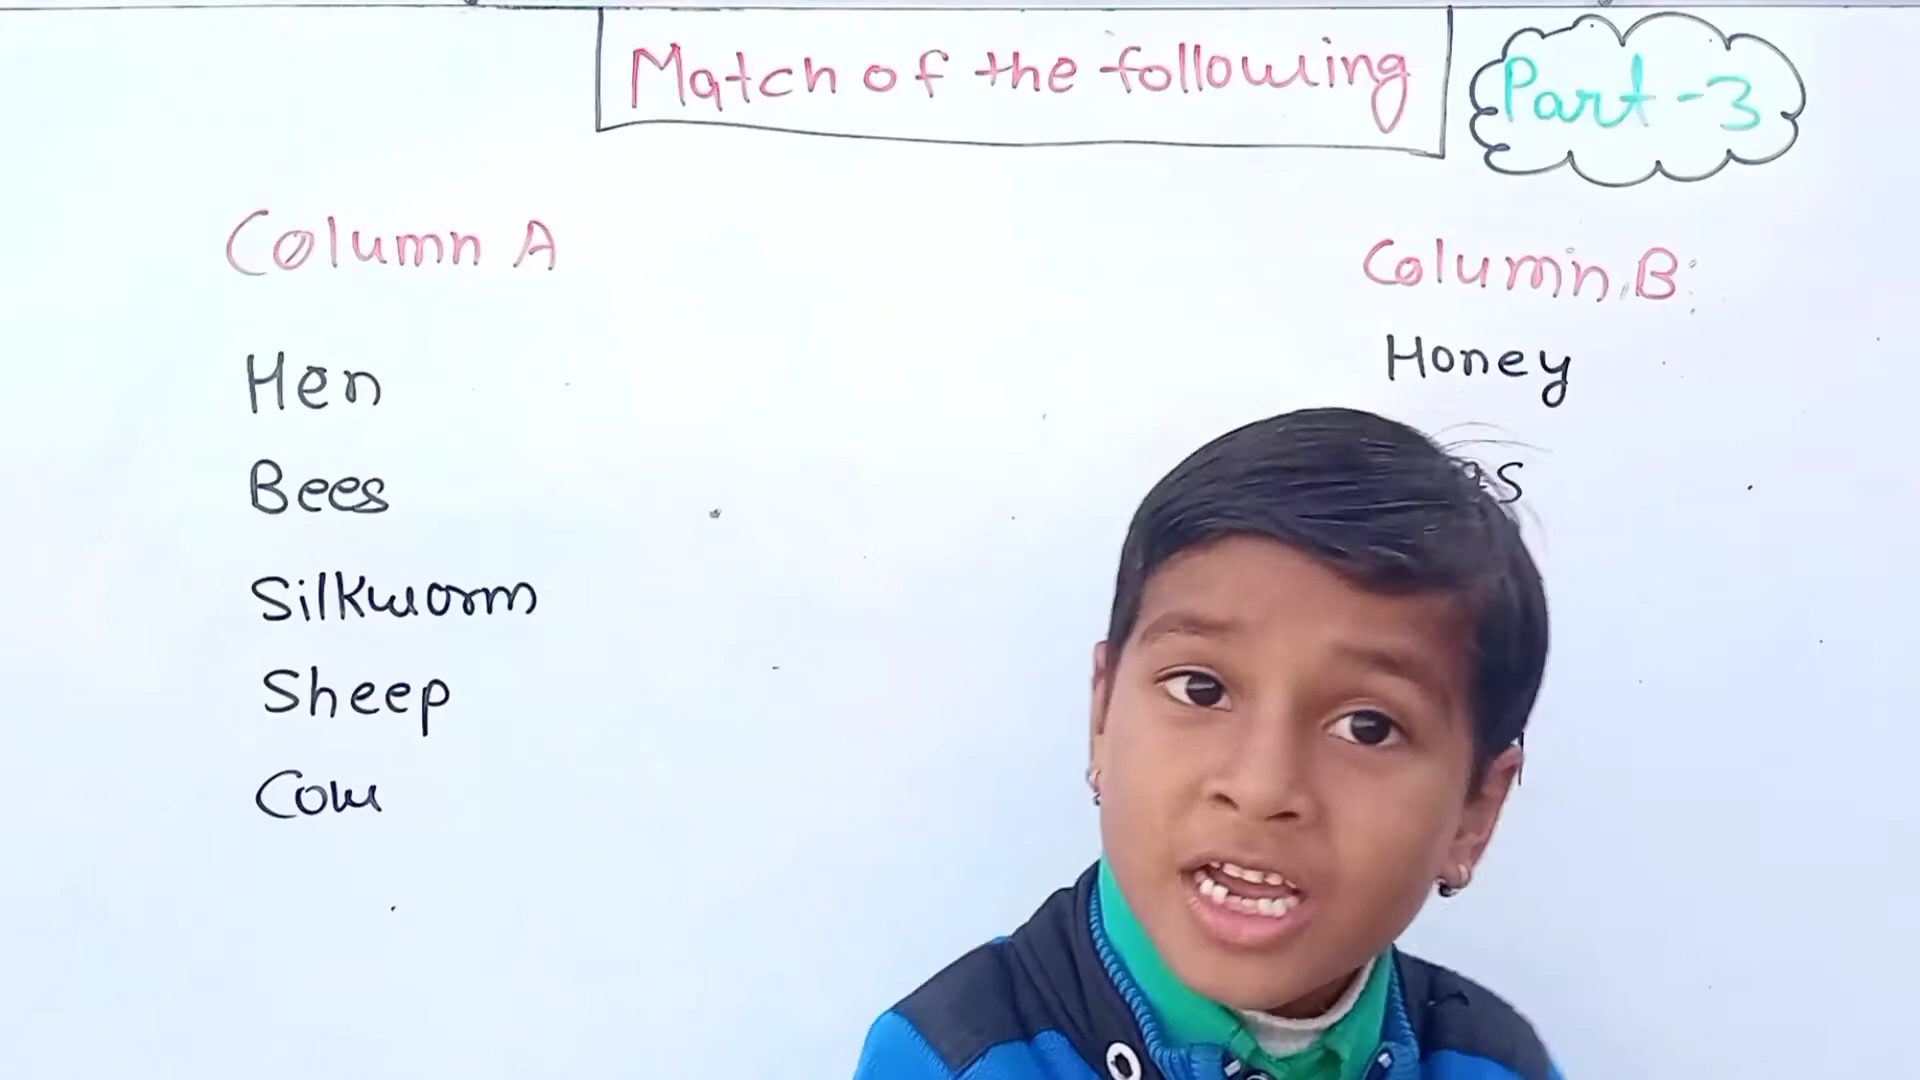 Match of the following
Part-3
Column A
Column B:
Hen
Honey
Bees
Silkworm
Sheep
Cow